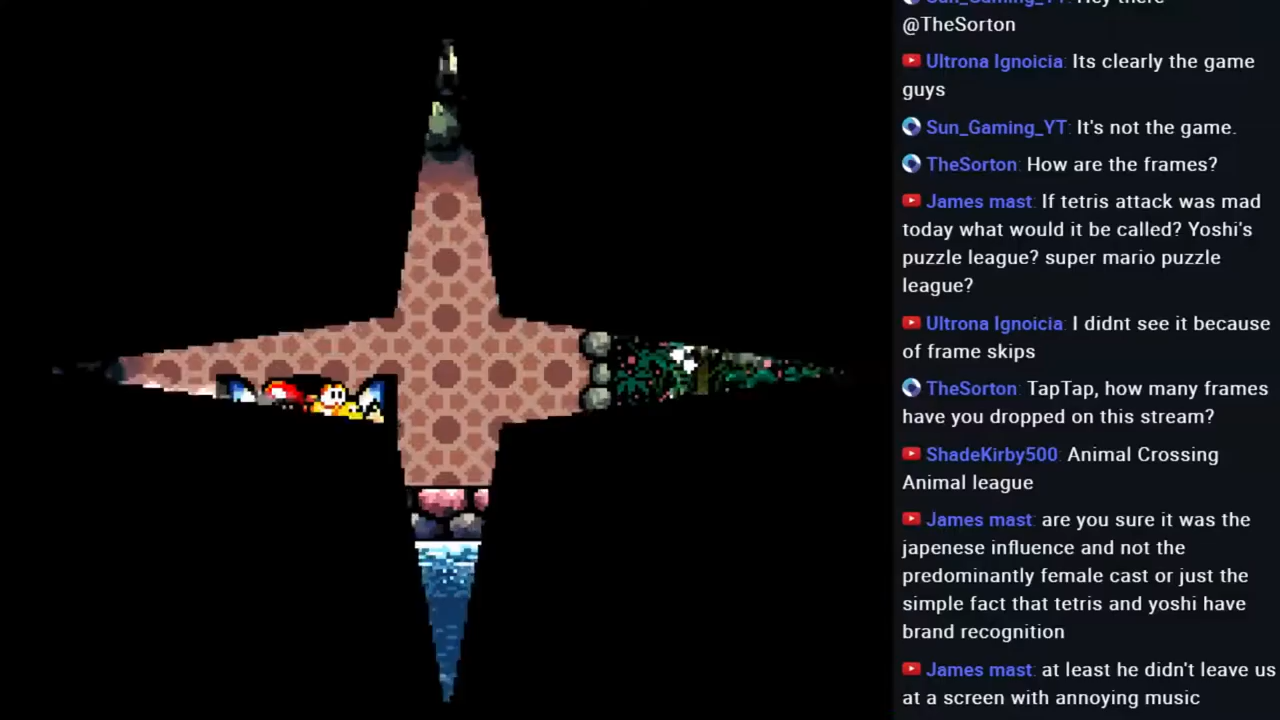 Sun_Gaming_YT: Hey there
@TheSorton
Ultrona Ignoicia: Its clearly the game
guys
Sun_Gaming_YT: It's not the game.
TheSorton: How are the frames?
James mast: If tetris attack was mad
today what would it be called? Yoshi's
puzzle league? super mario puzzle
league?
Ultrona Ignoicia: I didnt see it because
of frame skips
TheSorton: TapTap, how many frames
have you dropped on this stream?
ShadeKirby500: Animal Crossing
Animal league
James mast: are you sure it was the
japenese influence and not the
predominantly female cast or just the
simple fact that tetris and yoshi have
brand recognition
James mast: at least he didn't leave us
at a screen with annoying music